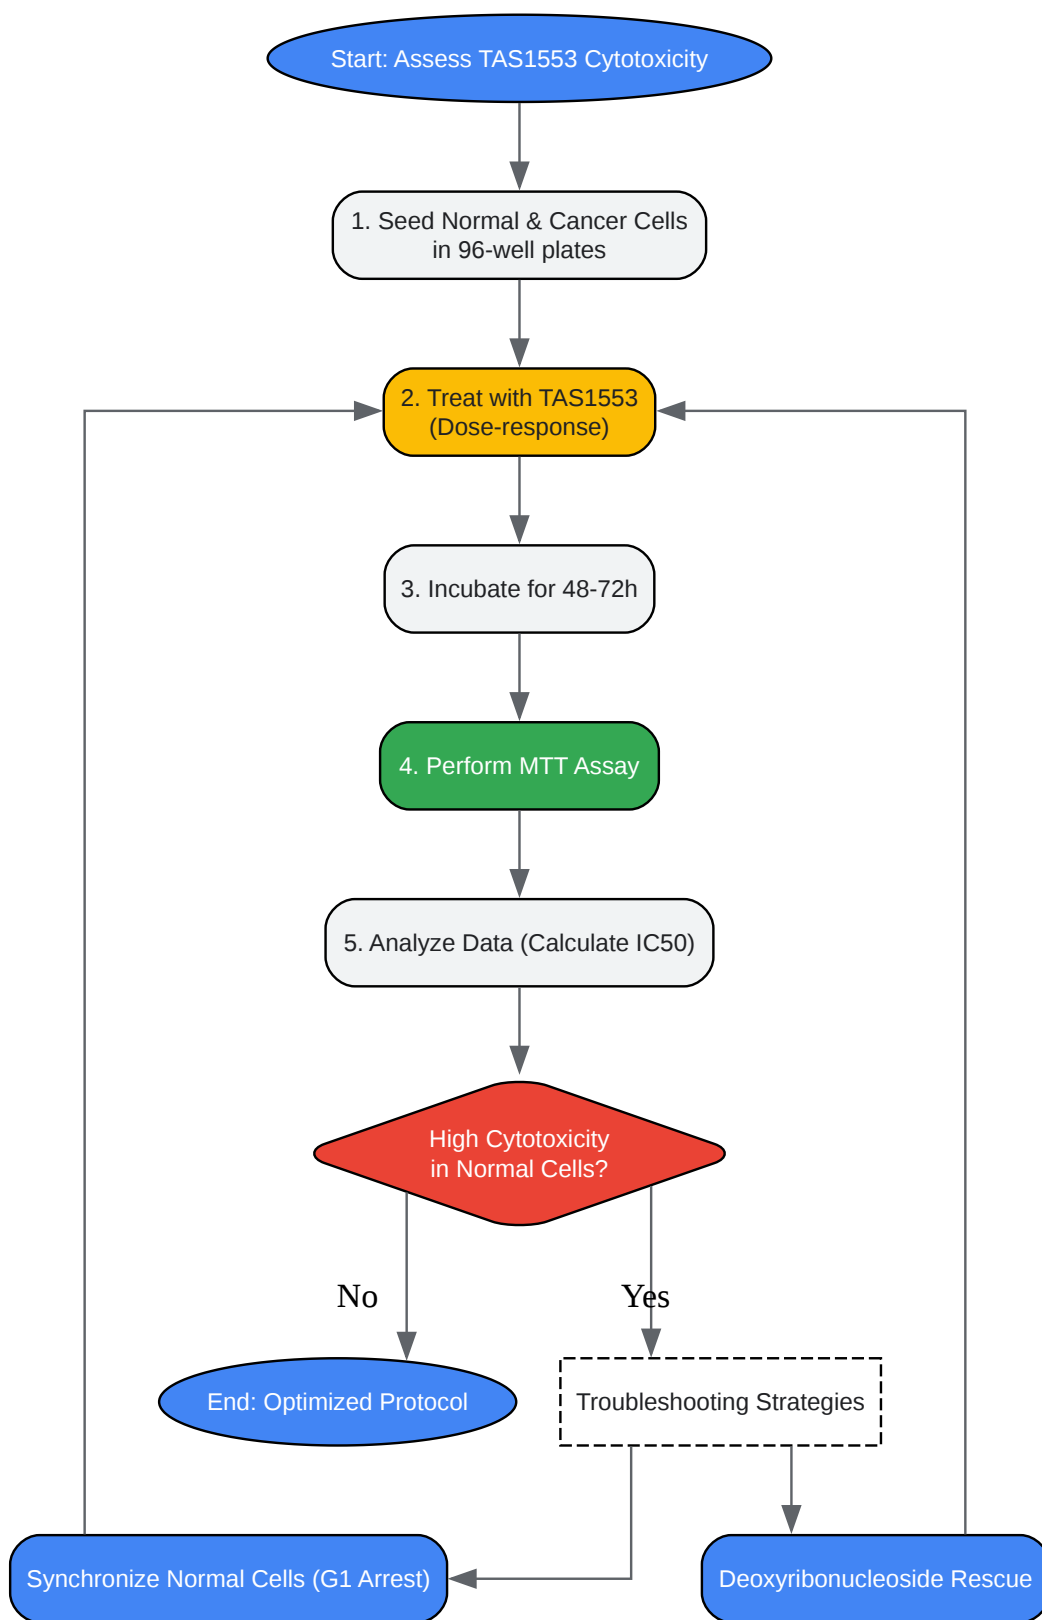 Start: Assess TAS1553 Cytotoxicity
1. Seed Normal & Cancer Cells
in 96-well plates
2. Treat with TAS1553
(Dose-response)
3. Incubate for 48-72h
4. Perform MTT Assay
5. Analyze Data (Calculate IC50)
High Cytotoxicity
in Normal Cells?
No
Yes
End: Optimized Protocol
Troubleshooting Strategies
Synchronize Normal Cells (G1 Arrest)
Deoxyribonucleoside Rescue